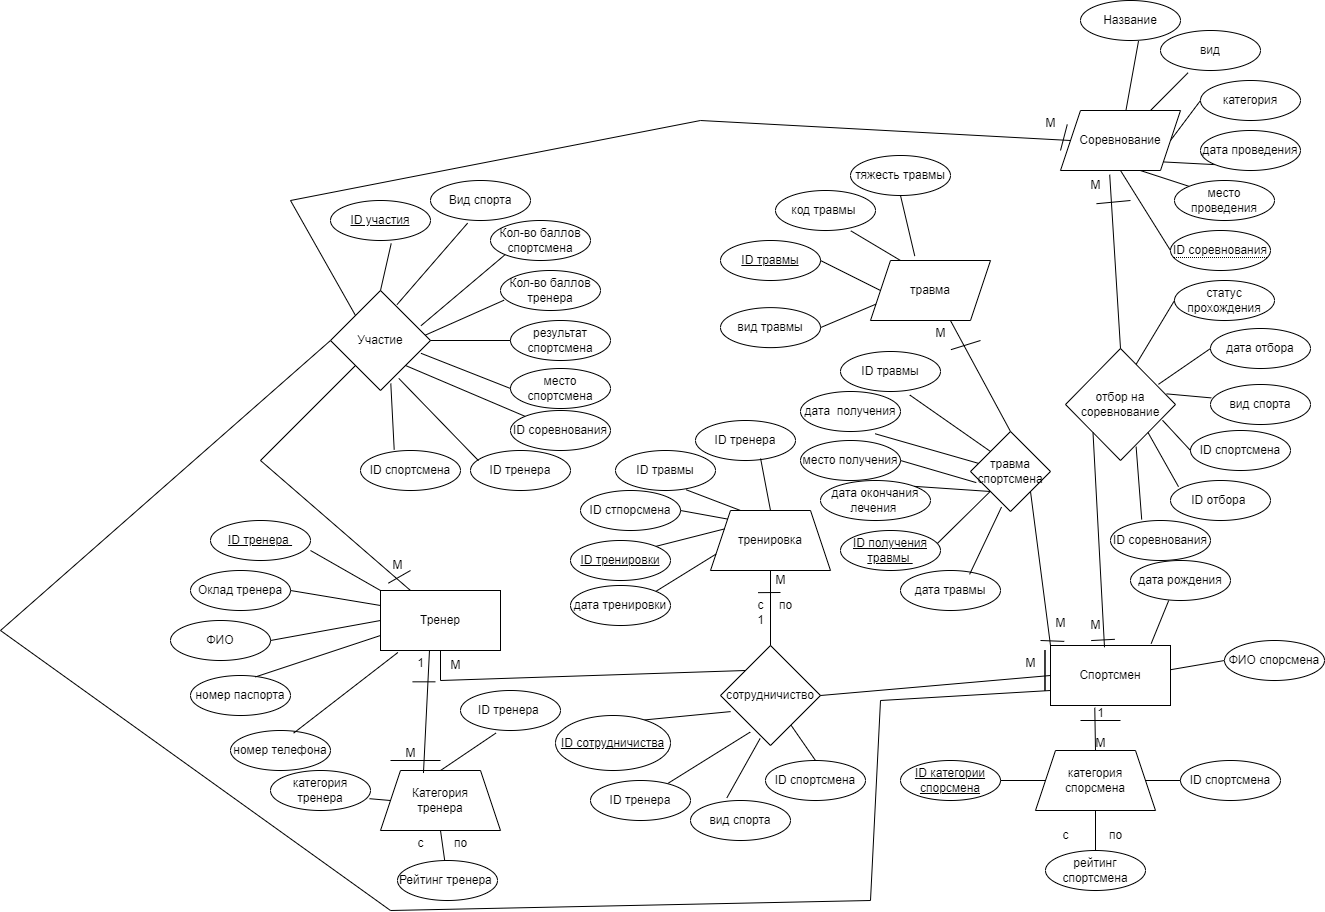 Название
вид
категория
M
Соревнование
дата проведения
тяжесть травмы
M
место
проведения
Вид спорта
код травмы
ID участия
Кол-во баллов
спортсмена
ID соревнования
ID травмы
Кол-во баллов
тренера
травма
статус
прохождения
вид травмы
M
результат
спортсмена
Участие
дата отбора
ID травмы
место
спортсмена
отбор на
соревнование
вид спорта
дата получения
ID соревнования
ID тренера
ID спортсмена
место получения
травма
спортсмена
ID спортсмена
ID тренера
ID травмы
дата окончания
лечения
ID отбора
ID стпорсмена
ID тренера
тренировка
ID получения
травмы
ID соревнования
ID тренировки
M
M
дата рождения
Оклад тренера
дата травмы
с
по
дата тренировки
1
Тренер
M
M
ФИО
1
M
M
ФИО спорсмена
Спортсмен
номер паспорта
сотрудничиство
ID тренера
1
номер телефона
ID сотрудничиства
M
M
категория
тренера
Категория
тренера
ID тренера
ID спортсмена
ID категории
спорсмена
категория
спорсмена
ID спортсмена
вид спорта
с
по
с
по
Рейтинг тренера
рейтинг
спортсмена